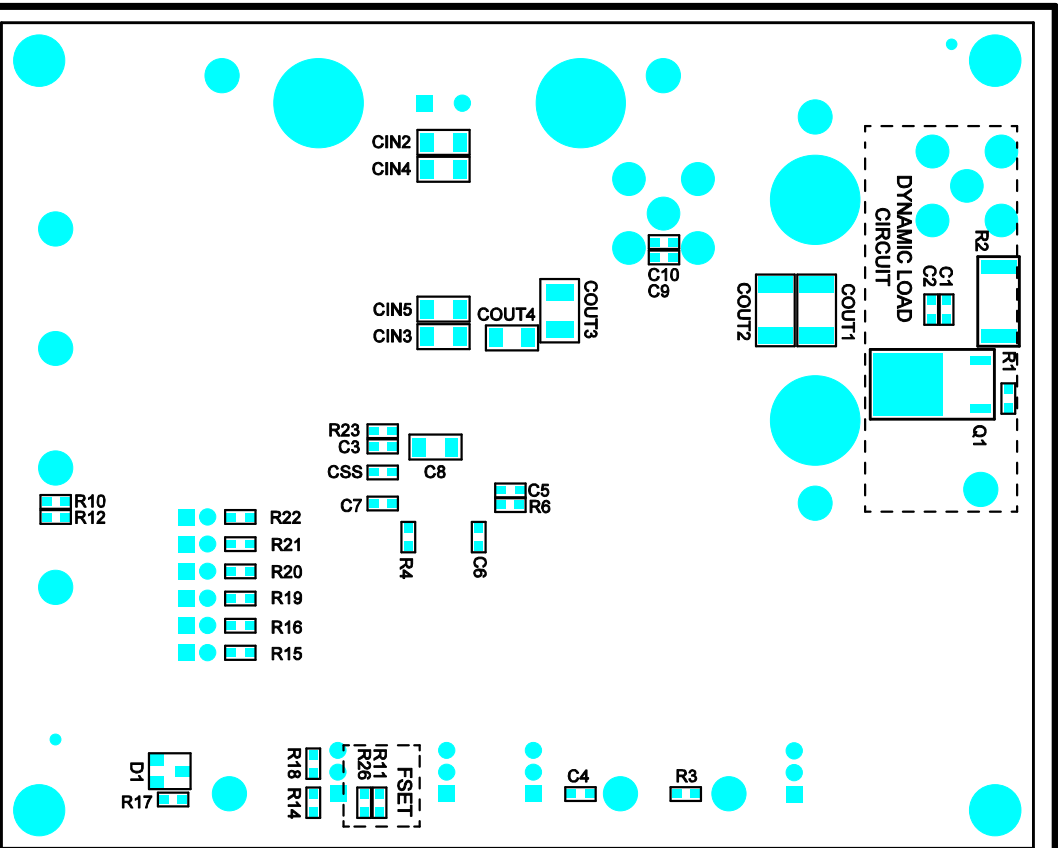 CIN2
CIN4
DYNAMIC LOAD
CIRCUIT
R2
C10
C9
C1
C2
COUT3
COUT2
COUT1
CIN5
COUT4
CIN3
R1
Q1
R23
C3
C8
CSS
C7
C5
R6
R10
R12
R4
C6
R22
R21
R20
R19
R16
R15
D1
R17
R18
R14
R26
R11
FSET
C4
R3